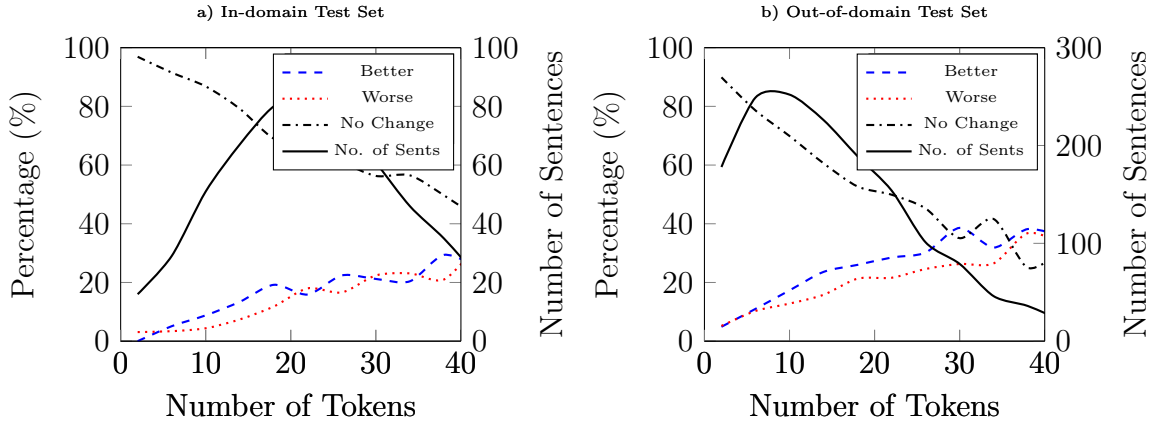 a) In-domain Test Set
100
80
60
40
20
0
Percentage (%)
0
10
20
30
40
Number of Tokens
100
80
60
40
20
0
Number of Sentences
Better
Worse
No Change
No. of Sents
b) Out-of-domain Test Set
100
80
60
40
20
0
Percentage (%)
0
10
20
30
40
Number of Tokens
300
200
100
0
Number of Sentences
Better
Worse
No Change
No. of Sents